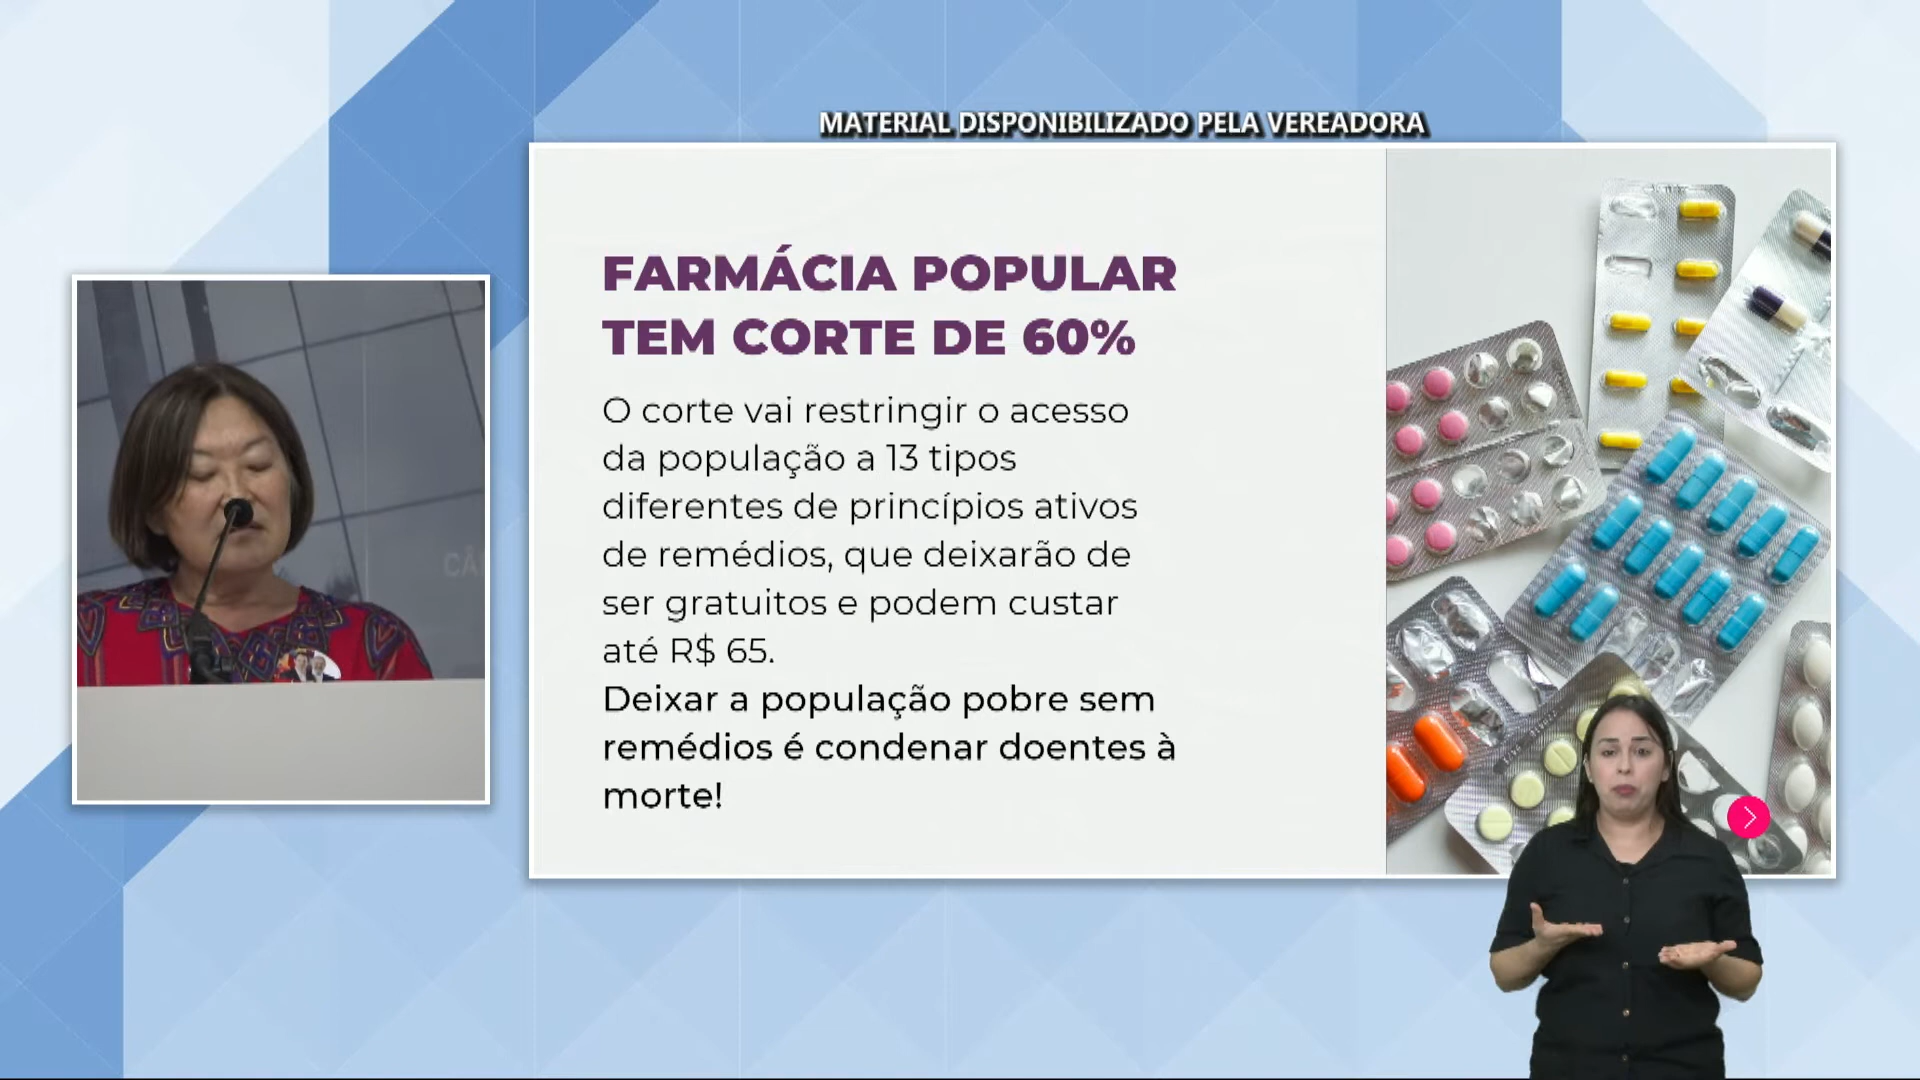 MATERIAL DISPONIBILIZADO PELA VEREADORA
FARMÁCIA POPULAR
TEM CORTE DE 60%
O corte vai restringir o acesso
da população a 13 tipos
diferentes de princípios ativos
de remédios, que deixarão de
ser gratuitos e podem custar
até R$ 65.
Deixar a população pobre sem
remédios é condenar doentes à
morte!
CÂ